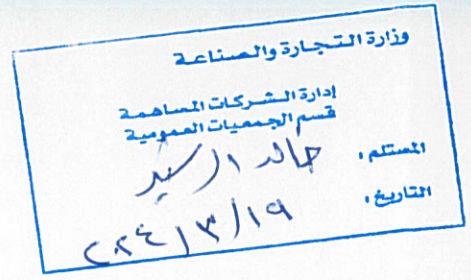 وزارة التجارة والصناعة
إدارة الشركات المساهمة
قسم الجمعيات العمومية
المستلم، خالد الرشيد
التاريخ، ٢٠٢٤/٣/١٩